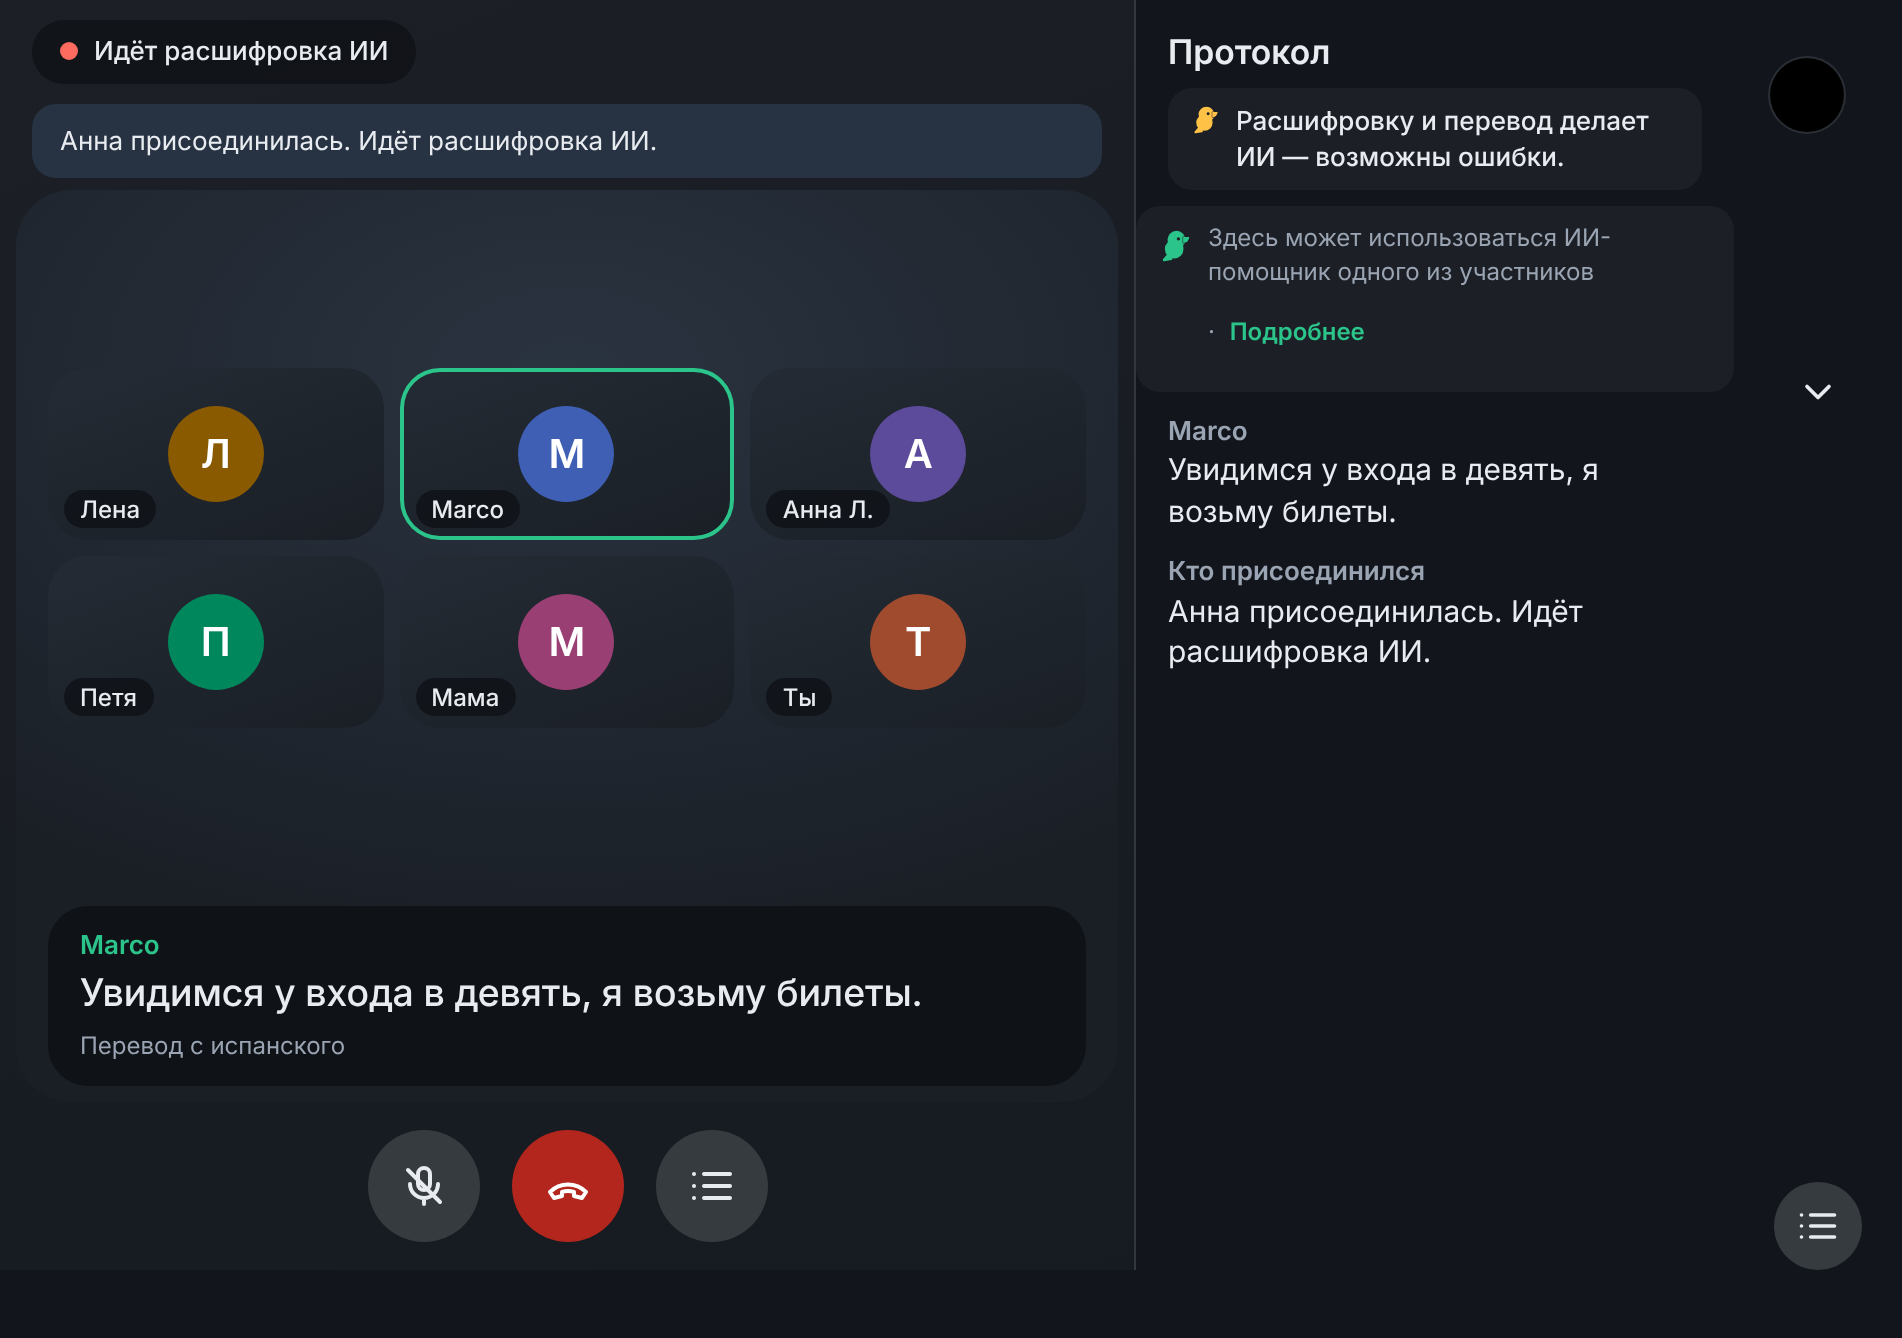 Идёт расшифровка ИИ
Анна присоединилась. Идёт расшифровка ИИ.
Л
Лена
M
Marco
А
Анна Л.
П
Петя
М
Мама
Т
Ты
Marco
Увидимся у входа в девять, я возьму билеты.
Перевод с испанского
Протокол
Расшифровку и перевод делает
ИИ — возможны ошибки.
Здесь может использоваться ИИ-
помощник одного из участников
· Подробнее
Marco
Увидимся у входа в девять, я
возьму билеты.
Кто присоединился
Анна присоединилась. Идёт
расшифровка ИИ.